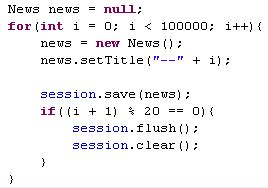 News news = null;
for(int i = 0; i < 100000; i++){
    news = new News();
    news.setTitle("--" + i);

    session.save(news);
    if((i + 1) % 20 == 0){
        session.flush();
        session.clear();
    }
}